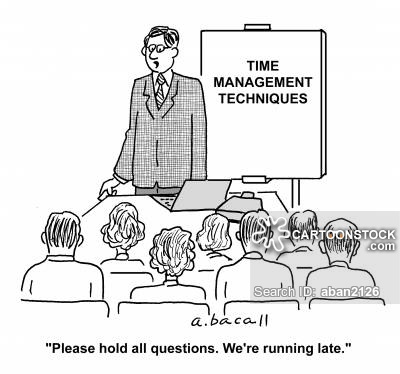 TIME
MANAGEMENT
TECHNIQUES
CARTOONSTOCK
.com
Search ID: aban2126
a.bacall
"Please hold all questions. We're running late."